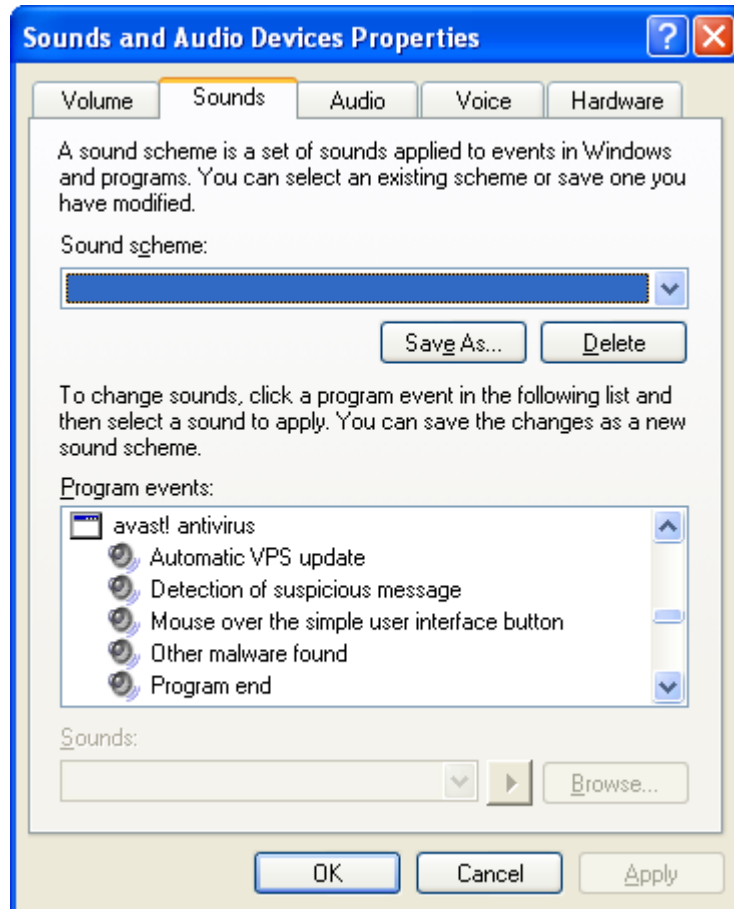 Sounds and Audio Devices Properties
Volume
Sounds
Audio
Voice
Hardware
A sound scheme is a set of sounds applied to events in Windows
and programs. You can select an existing scheme or save one you
have modified.
Sound scheme:
Save As...
Delete
To change sounds, click a program event in the following list and
then select a sound to apply. You can save the changes as a new
sound scheme.
Program events:
avast! antivirus
Automatic VPS update
Detection of suspicious message
Mouse over the simple user interface button
Other malware found
Program end
Sounds:
Browse...
OK
Cancel
Apply